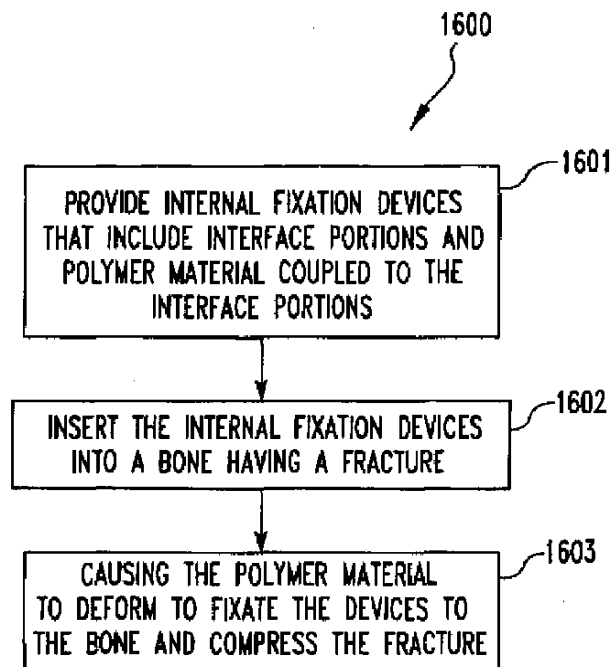 1600
1601
PROVIDE INTERNAL FIXATION DEVICES
THAT INCLUDE INTERFACE PORTIONS AND
POLYMER MATERIAL COUPLED TO THE
INTERFACE PORTIONS
1602
INSERT THE INTERNAL FIXATION DEVICES
INTO A BONE HAVING A FRACTURE
1603
CAUSING THE POLYMER MATERIAL
TO DEFORM TO FIXATE THE DEVICES TO
THE BONE AND COMPRESS THE FRACTURE